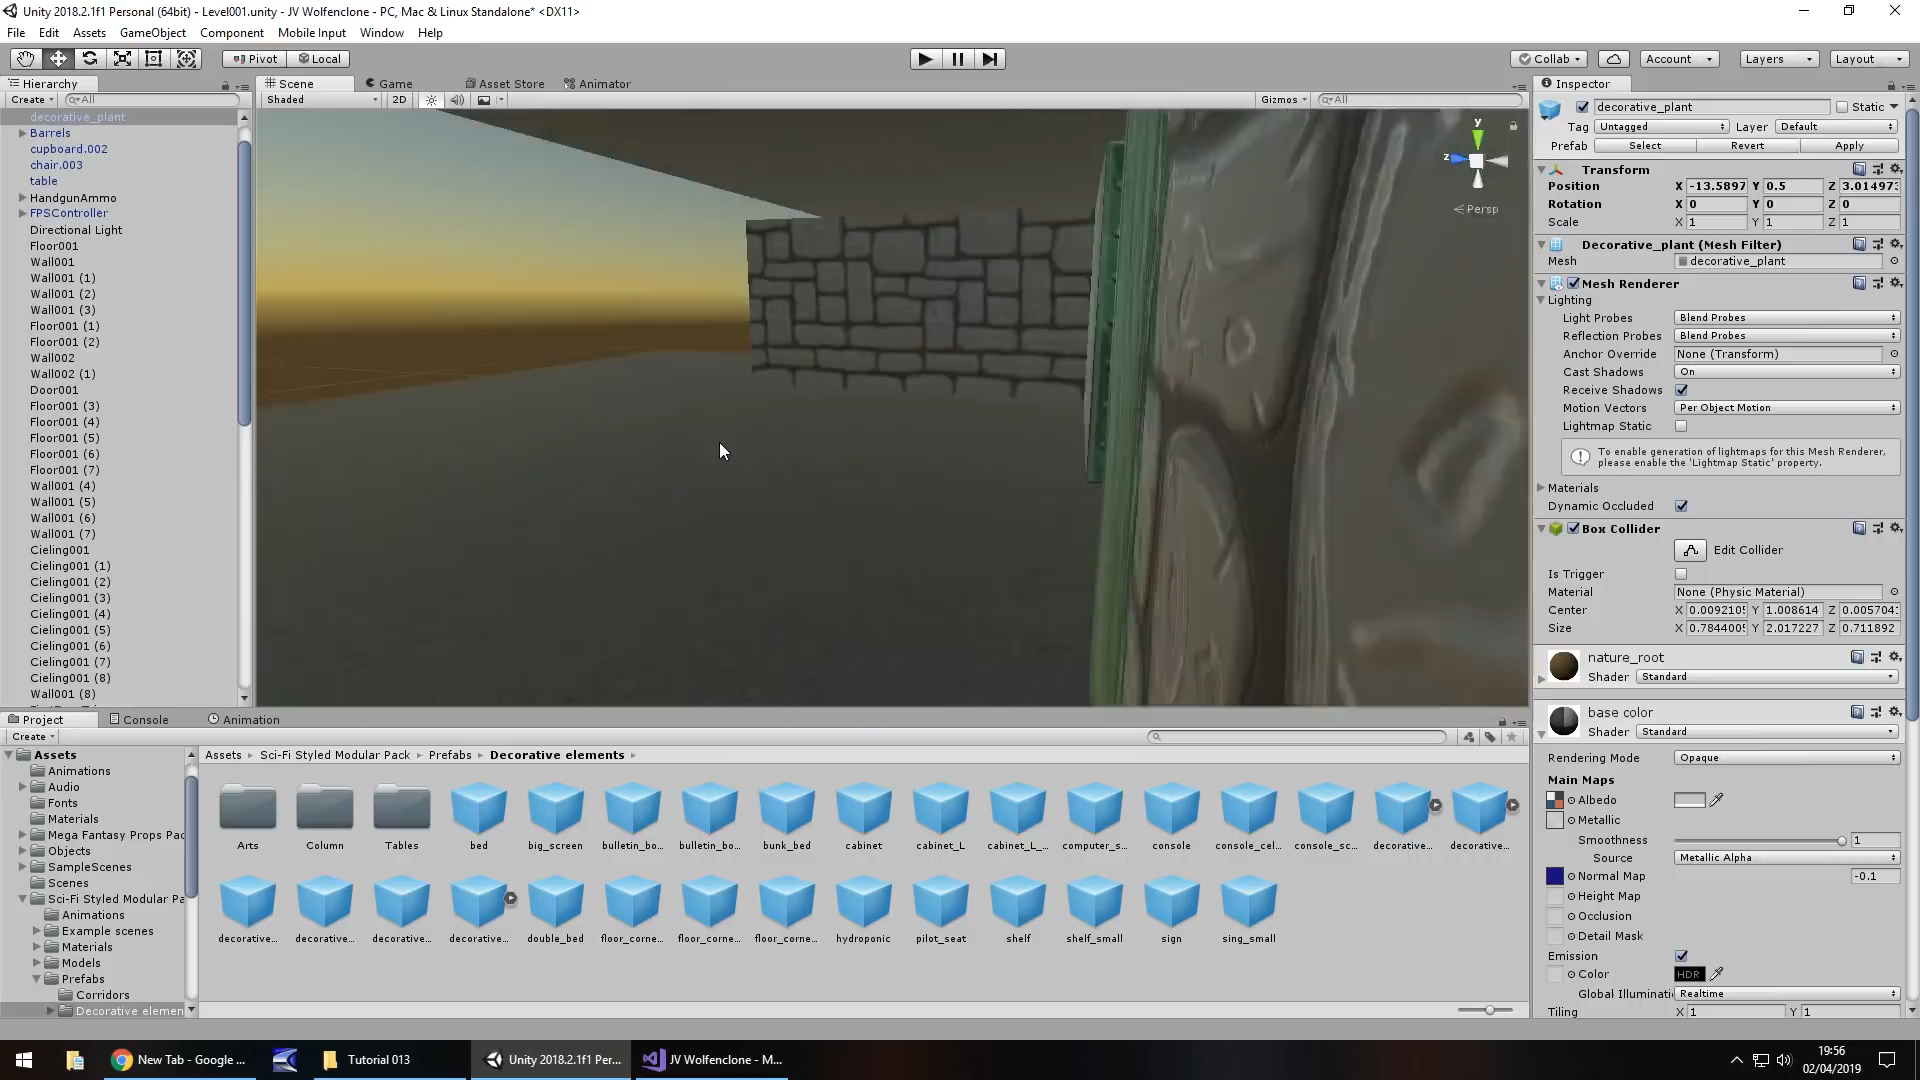 Unity 2018.2.1f1 Personal (64bit) - Level001.unity - JV Wolfenclone - PC, Mac & Linux Standalone* <DX11>
File Edit Assets GameObject Component Mobile Input Window Help
Pivot Local Collab Account Layers Layout
Hierarchy Scene Game Asset Store Animator Inspector
Create All Shaded 2D Gizmos All
decorative_plant
Barrels
cupboard.002
chair.003
table
HandgunAmmo
FPSController
Directional Light
Floor001
Wall001
Wall001 (1)
Wall001 (2)
Wall001 (3)
Floor001 (1)
Floor001 (2)
Wall002
Wall002 (1)
Door001
Floor001 (3)
Floor001 (4)
Floor001 (5)
Floor001 (6)
Floor001 (7)
Wall001 (4)
Wall001 (5)
Wall001 (6)
Wall001 (7)
Cieling001
Cieling001 (1)
Cieling001 (2)
Cieling001 (3)
Cieling001 (4)
Cieling001 (5)
Cieling001 (6)
Cieling001 (7)
Cieling001 (8)
Wall001 (8)
y
z
Persp
decorative_plant Static
Tag Untagged Layer Default
Prefab Select Revert Apply
Transform
Position X -13.5897 Y 0.5 Z 3.014973
Rotation X 0 Y 0 Z 0
Scale X 1 Y 1 Z 1
Decorative_plant (Mesh Filter)
Mesh decorative_plant
Mesh Renderer
Lighting
Light Probes Blend Probes
Reflection Probes Blend Probes
Anchor Override None (Transform)
Cast Shadows On
Receive Shadows
Motion Vectors Per Object Motion
Lightmap Static
To enable generation of lightmaps for this Mesh Renderer,
please enable the 'Lightmap Static' property.
Materials
Dynamic Occluded
Box Collider
Edit Collider
Is Trigger
Material None (Physic Material)
Center X 0.0092105 Y 1.008614 Z 0.005704
Size X 0.7844005 Y 2.017227 Z 0.711892
nature_root
Shader Standard
base color
Shader Standard
Rendering Mode Opaque
Main Maps
Albedo
Metallic
Smoothness 1
Source Metallic Alpha
Normal Map -0.1
Height Map
Occlusion
Detail Mask
Emission
Color HDR
Global Illuminati Realtime
Tiling X 1 Y 1
Project Console Animation
Create
Assets
Animations
Audio
Fonts
Materials
Mega Fantasy Props Pac
Objects
SampleScenes
Scenes
Sci-Fi Styled Modular Pa
Animations
Example scenes
Materials
Models
Prefabs
Corridors
Decorative elemen
Assets Sci-Fi Styled Modular Pack Prefabs Decorative elements
Arts Column Tables bed big_screen bulletin_bo... bulletin_bo... bunk_bed cabinet cabinet_L cabinet_L_... computer_s... console console_cel... console_sc... decorative... decorative...
decorative... decorative... decorative... decorative... double_bed floor_corne... floor_corne... floor_corne... hydroponic pilot_seat shelf shelf_small sign sing_small
New Tab - Google ... Tutorial 013 Unity 2018.2.1f1 Per... JV Wolfenclone - M...
19:56
02/04/2019